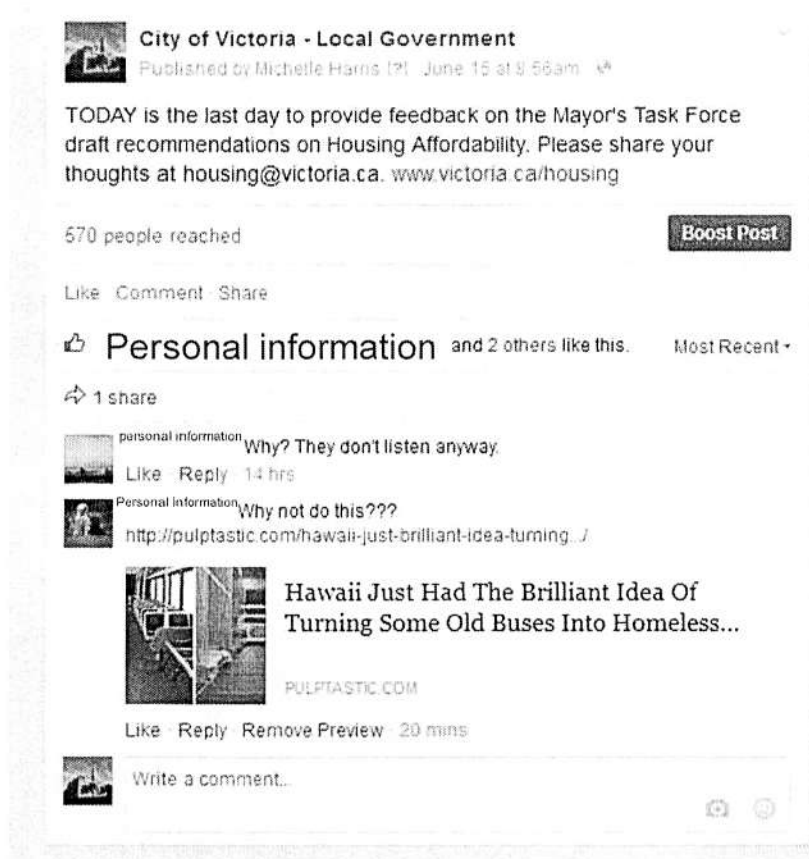 City of Victoria - Local Government
Published by Michelle Harris [?] June 15 at 8:56am
TODAY is the last day to provide feedback on the Mayor's Task Force
draft recommendations on Housing Affordability. Please share your
thoughts at housing@victoria.ca. www.victoria.ca/housing
570 people reached
Boost Post
Like Comment Share
Personal information and 2 others like this. Most Recent
1 share
personal information Why? They don't listen anyway.
Like Reply 14 hrs
Personal Information Why not do this???
http://pulptastic.com/hawaii-just-brilliant-idea-turning.../
Hawaii Just Had The Brilliant Idea Of
Turning Some Old Buses Into Homeless...
PULPTASTIC.COM
Like Reply Remove Preview 20 mins
Write a comment...